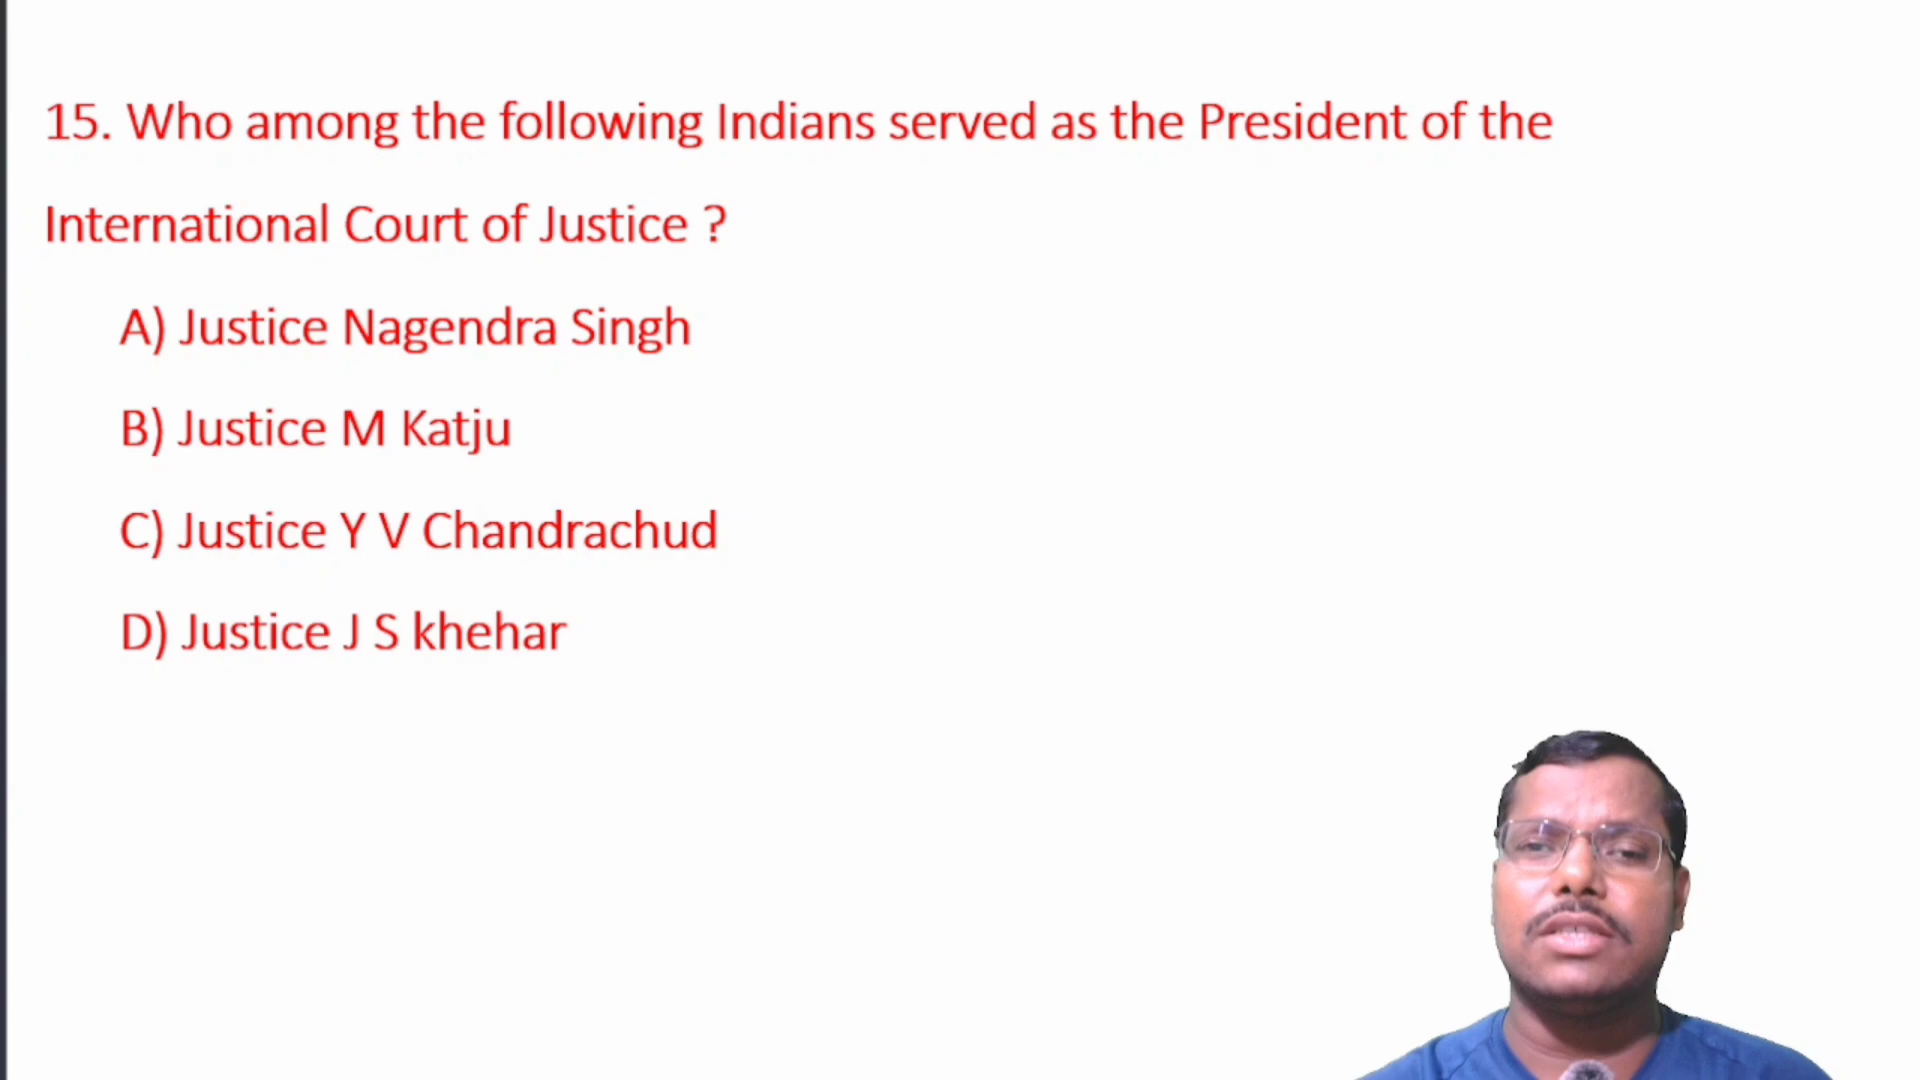 15. Who among the following Indians served as the President of the
International Court of Justice ?
A) Justice Nagendra Singh
B) Justice M Katju
C) Justice Y V Chandrachud
D) Justice J S khehar